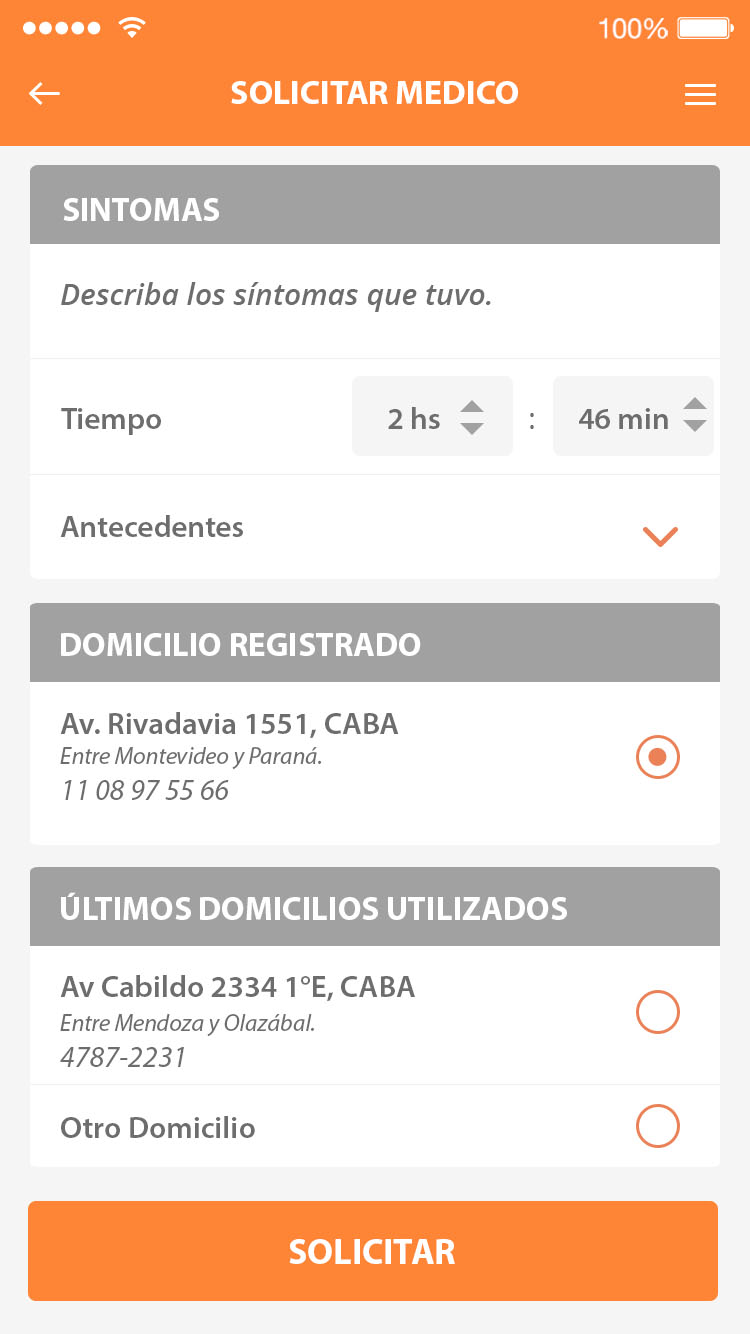 100%
SOLICITAR MEDICO
SINTOMAS
Describa los síntomas que tuvo.
Tiempo 2 hs : 46 min
Antecedentes
DOMICILIO REGISTRADO
Av. Rivadavia 1551, CABA
Entre Montevideo y Paraná.
11 08 97 55 66
ÚLTIMOS DOMICILIOS UTILIZADOS
Av Cabildo 2334 1°E, CABA
Entre Mendoza y Olazábal.
4787-2231
Otro Domicilio
SOLICITAR